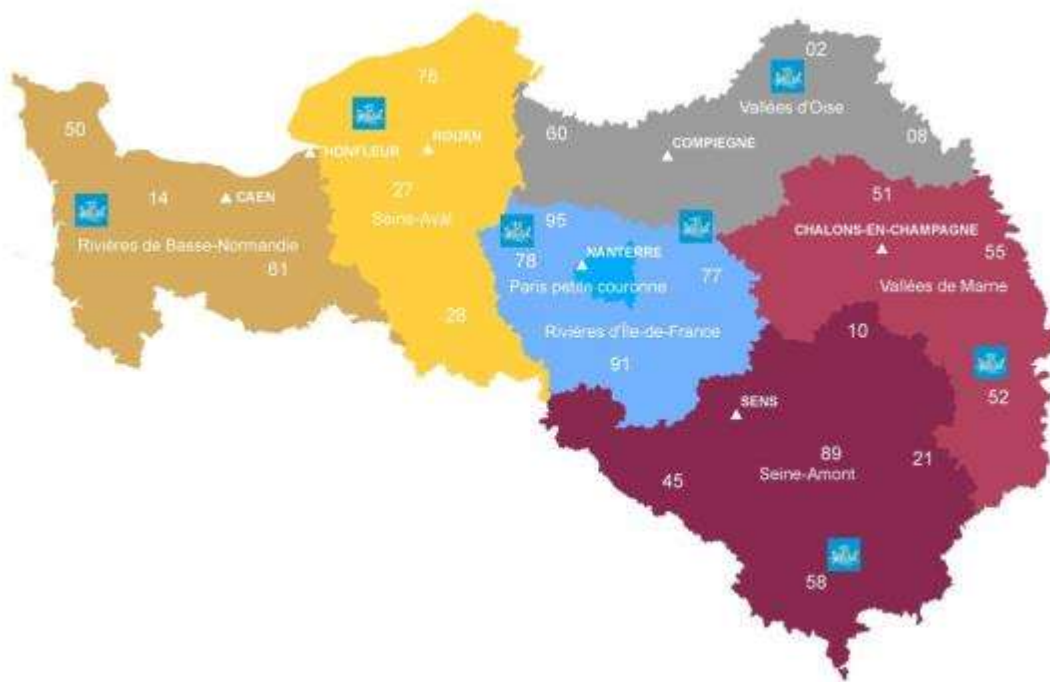 02
76
Vallées d'Oise
50
60
ROUEN
COMPIEGNE
08
HONFLEUR
14
CAEN
27
51
Seine-Aval
95
CHALONS-EN-CHAMPAGNE
Rivières de Basse-Normandie
78
NANTERRE
77
55
61
Paris petite couronne
Vallées de Marne
28
Rivières d'Île-de-France
10
91
SENS
52
89
21
45
Seine-Amont
58